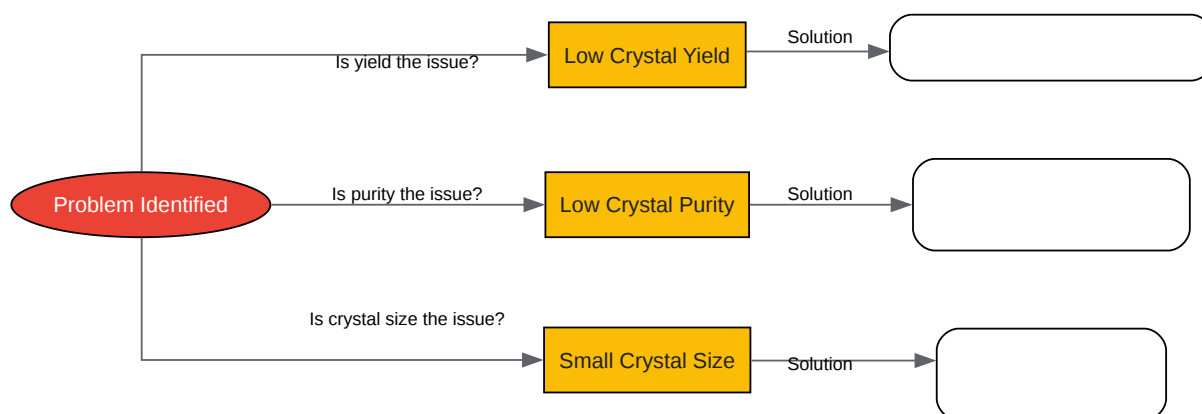 Is yield the issue?
Low Crystal Yield
Solution
Problem Identified
Is purity the issue?
Low Crystal Purity
Solution
Is crystal size the issue?
Small Crystal Size
Solution